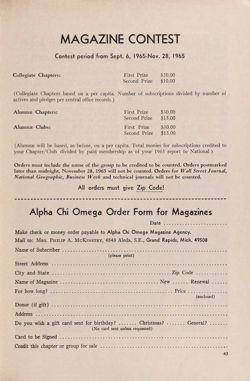 MAGAZINE CONTEST
Contest period from Sept. 6, 1965-Nov. 28, 1965
Collegiate Chapters: First Prize $20.00
Second Prize $10.00
(Collegiate Chapters based on a per capita. Number of subscriptions divided by number of
actives and pledges per central office records.)
Alumnae Chapters: First Prize $30.00
Second Prize $15.00
Alumnae Clubs: First Prize $30.00
Second Prize $15.00
(Alumnae will be based, as before, on a per capita. Total monies for subscriptions credited to
your Chapter/Club divided by paid membership as of your 1965 report to National.)
Orders must include the name of the group to be credited to be counted. Orders postmarked
later than midnight, November 28, 1965 will not be counted. Orders for Wall Street Journal,
National Geographic, Business Week and technical journals will not be counted.
All orders must give Zip Code!
Alpha Chi Omega Order Form for Magazines
Date
Make check or money order payable to Alpha Chi Omega Magazine Agency,
Mail to: Mrs. Philip A. McKinstry, 4843 Aleda, S.E., Grand Rapids, Mich. 49508
Name of Subscriber
(please print)
Street Address
City and State Zip Code
Name of Magazine New Renewal
For how long? Price
(enclosed)
Donor (if gift)
Address
Do you wish a gift card sent for birthday? Christmas? General?
(No card sent unless requested)
Card to be Signed
Credit this chapter or group for sale
43